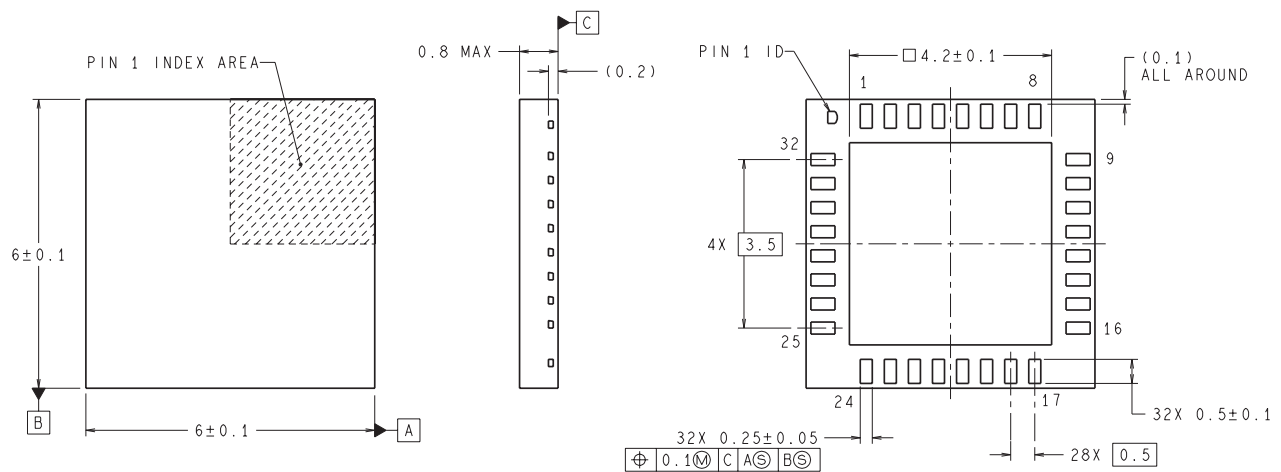 C
0.8 MAX
(0.2)
PIN 1 INDEX AREA
6±0.1
B
6±0.1
A
PIN 1 ID
□4.2±0.1
(0.1)
ALL AROUND
1
8
32
9
4X 3.5
25
16
24
17
32X 0.5±0.1
32X 0.25±0.05
⌖ 0.1Ⓜ C AⓈ BⓈ
28X 0.5